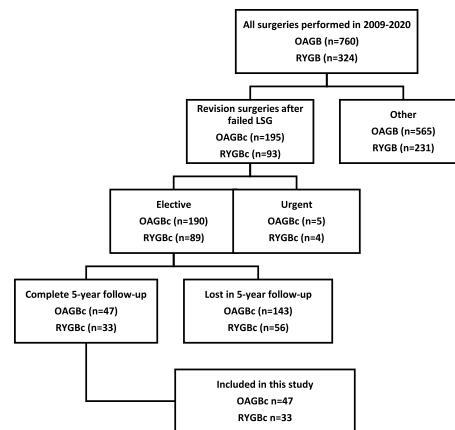 All surgeries performed in 2009-2020
OAGB (n=760)
RYGB (n=324)
Revision surgeries after
failed LSG
OAGBc (n=195)
RYGBc (n=93)
Other
OAGB (n=565)
RYGB (n=231)
Elective
OAGBc (n=190)
RYGBc (n=89)
Urgent
OAGBc (n=5)
RYGBc (n=4)
Complete 5-year follow-up
OAGBc (n=47)
RYGBc (n=33)
Lost in 5-year follow-up
OAGBc (n=143)
RYGBc (n=56)
Included in this study
OAGBc n=47
RYGBc n=33